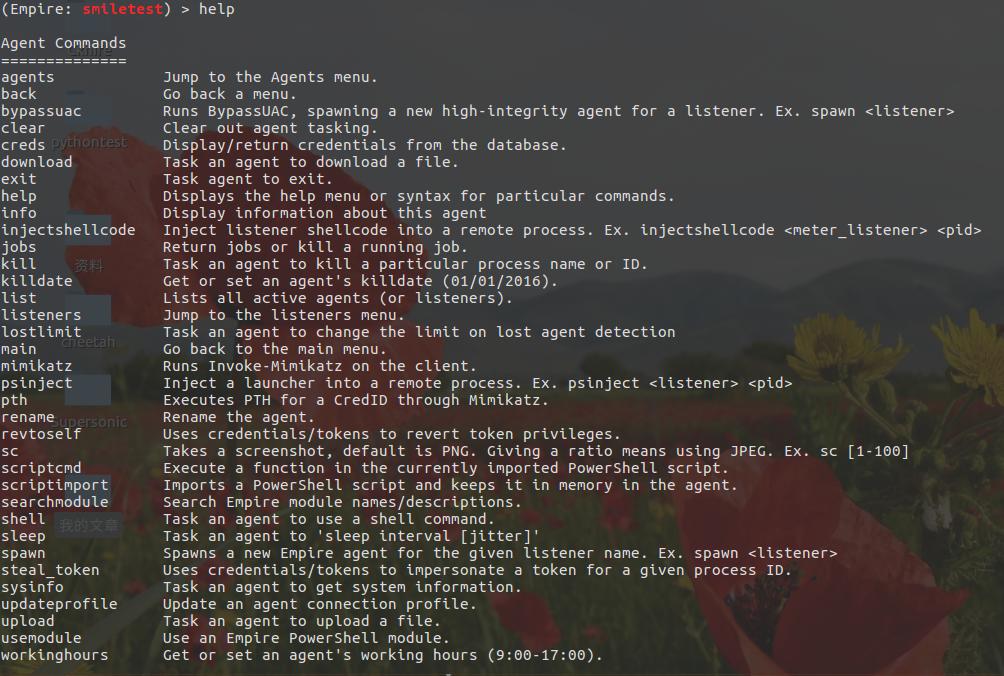 (Empire: smiletest) > help
Agent Commands
==============
agents Jump to the Agents menu.
back Go back a menu.
bypassuac Runs BypassUAC, spawning a new high-integrity agent for a listener. Ex. spawn <listener>
clear Clear out agent tasking.
creds Display/return credentials from the database.
pythontest
download Task an agent to download a file.
exit Task agent to exit.
help Displays the help menu or syntax for particular commands.
info Display information about this agent
injectshellcode Inject listener shellcode into a remote process. Ex. injectshellcode <meter_listener> <pid>
jobs Return jobs or kill a running job.
kill Task an agent to kill a particular process name or ID.
资料
killdate Get or set an agent's killdate (01/01/2016).
list Lists all active agents (or listeners).
listeners Jump to the listeners menu.
lostlimit Task an agent to change the limit on lost agent detection
cheetah
main Go back to the main menu.
mimikatz Runs Invoke-Mimikatz on the client.
psinject Inject a launcher into a remote process. Ex. psinject <listener> <pid>
pth Executes PTH for a CredID through Mimikatz.
rename Rename the agent.
Supersonic
revtoself Uses credentials/tokens to revert token privileges.
sc Takes a screenshot, default is PNG. Giving a ratio means using JPEG. Ex. sc [1-100]
scriptcmd Execute a function in the currently imported PowerShell script.
scriptimport Imports a PowerShell script and keeps it in memory in the agent.
searchmodule Search Empire module names/descriptions.
shell Task an agent to use a shell command.
我的文章
sleep Task an agent to 'sleep interval [jitter]'
spawn Spawns a new Empire agent for the given listener name. Ex. spawn <listener>
steal_token Uses credentials/tokens to impersonate a token for a given process ID.
sysinfo Task an agent to get system information.
updateprofile Update an agent connection profile.
upload Task an agent to upload a file.
usemodule Use an Empire PowerShell module.
workinghours Get or set an agent's working hours (9:00-17:00).